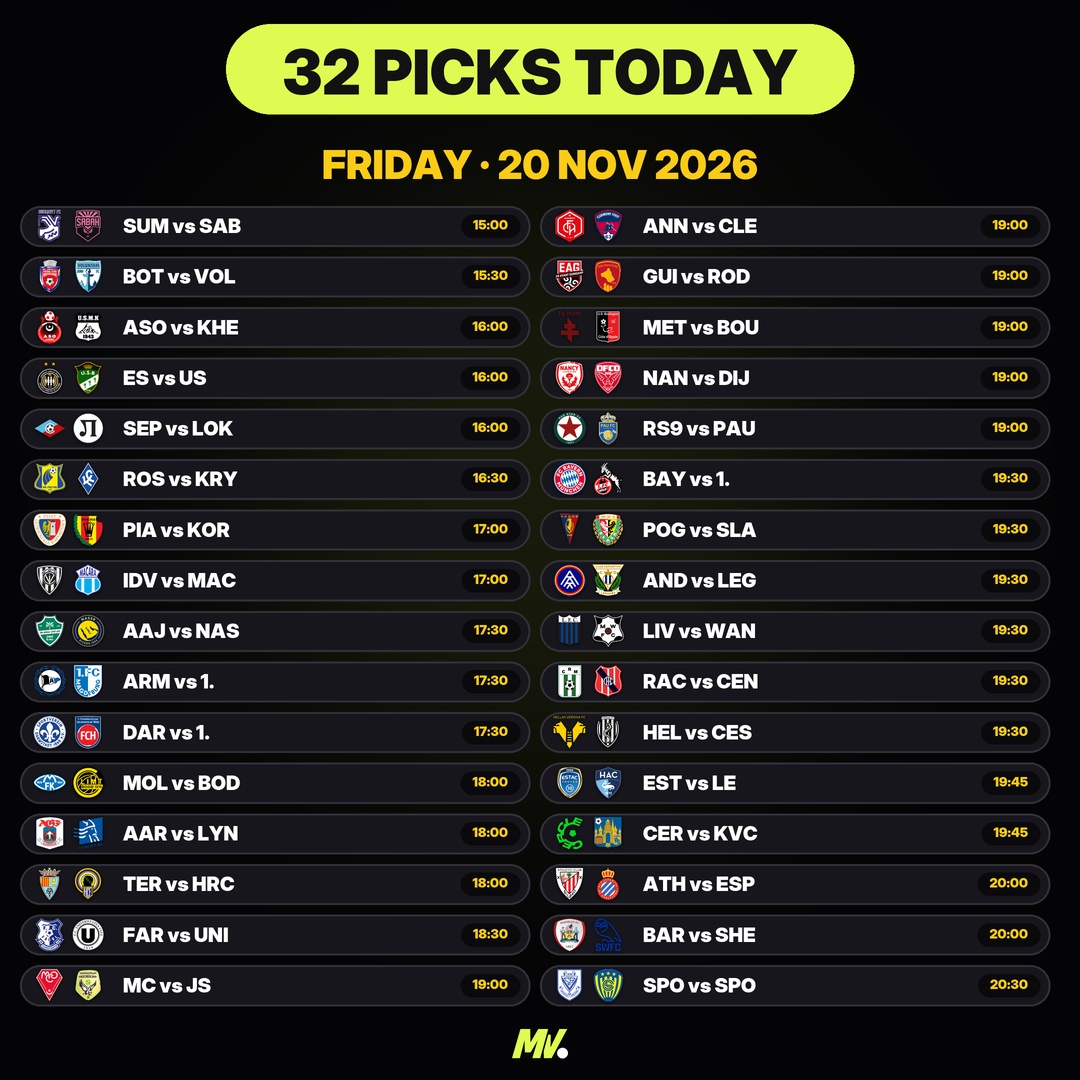 32 PICKS TODAY
FRIDAY · 20 NOV 2026
SUM vs SAB 15:00
BOT vs VOL 15:30
ASO vs KHE 16:00
ES vs US 16:00
SEP vs LOK 16:00
ROS vs KRY 16:30
PIA vs KOR 17:00
IDV vs MAC 17:00
AAJ vs NAS 17:30
ARM vs 1. 17:30
DAR vs 1. 17:30
MOL vs BOD 18:00
AAR vs LYN 18:00
TER vs HRC 18:00
FAR vs UNI 18:30
MC vs JS 19:00
ANN vs CLE 19:00
GUI vs ROD 19:00
MET vs BOU 19:00
NAN vs DIJ 19:00
RS9 vs PAU 19:00
BAY vs 1. 19:30
POG vs SLA 19:30
AND vs LEG 19:30
LIV vs WAN 19:30
RAC vs CEN 19:30
HEL vs CES 19:30
EST vs LE 19:45
CER vs KVC 19:45
ATH vs ESP 20:00
BAR vs SHE 20:00
SPO vs SPO 20:30
MV.